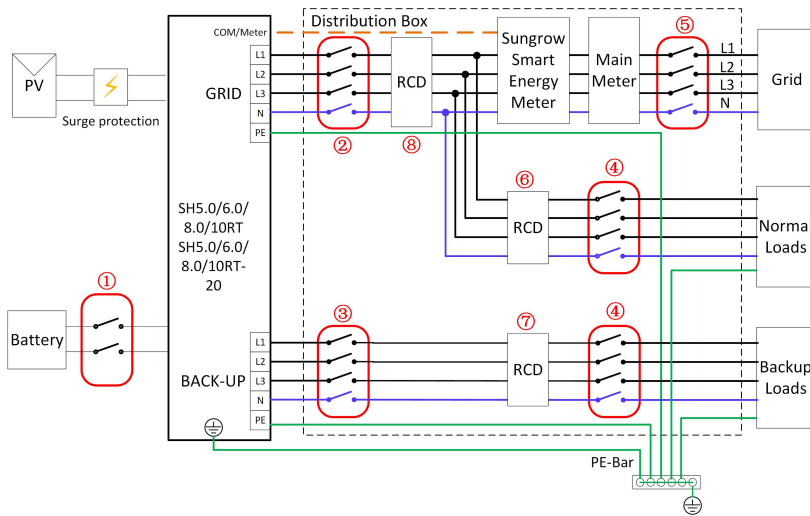 Distribution Box
⑤
COM/Meter
L1
L2
L3
N
PE
GRID
PV
Surge protection
②
RCD
⑧
Sungrow
Smart
Energy
Meter
Main
Meter
L1
L2
L3
N
Grid
⑥
④
RCD
Norma
Loads
SH5.0/6.0/
8.0/10RT
SH5.0/6.0/
8.0/10RT-
20
①
Battery
③
⑦
④
L1
L2
L3
N
PE
BACK-UP
RCD
Backup
Loads
PE-Bar